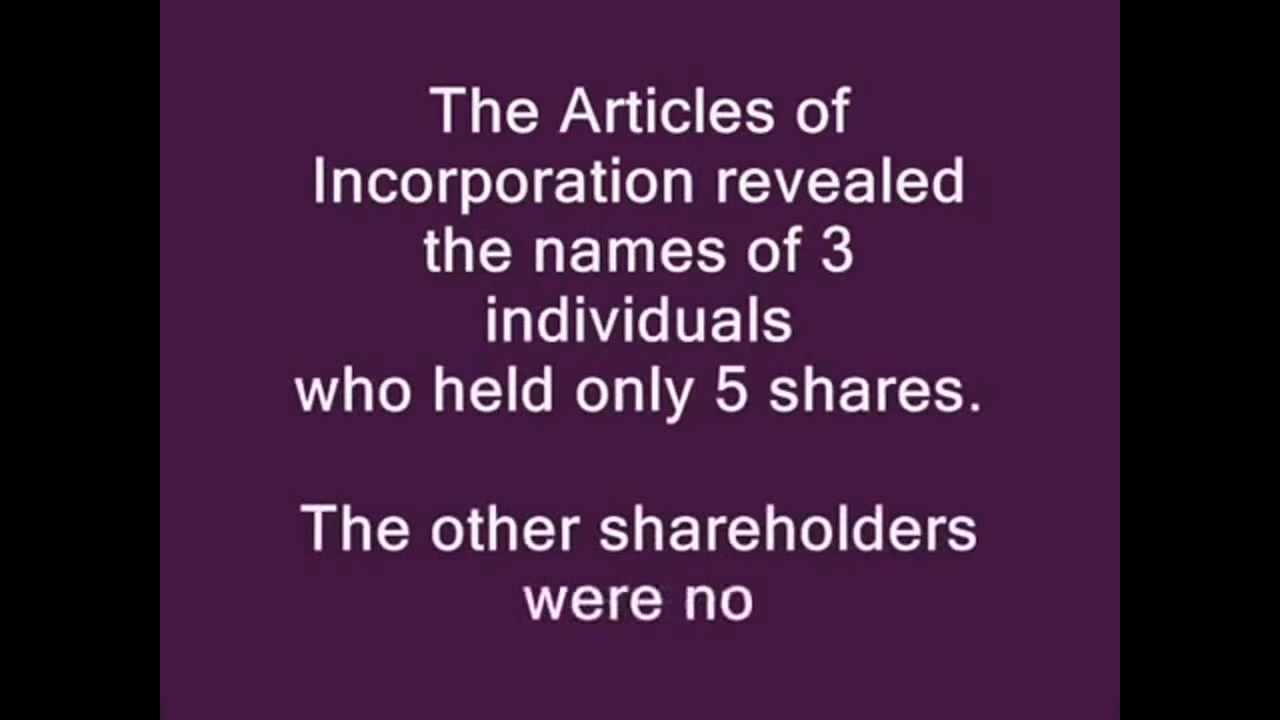 The Articles of
Incorporation revealed
the names of 3
individuals
who held only 5 shares.
The other shareholders
were no